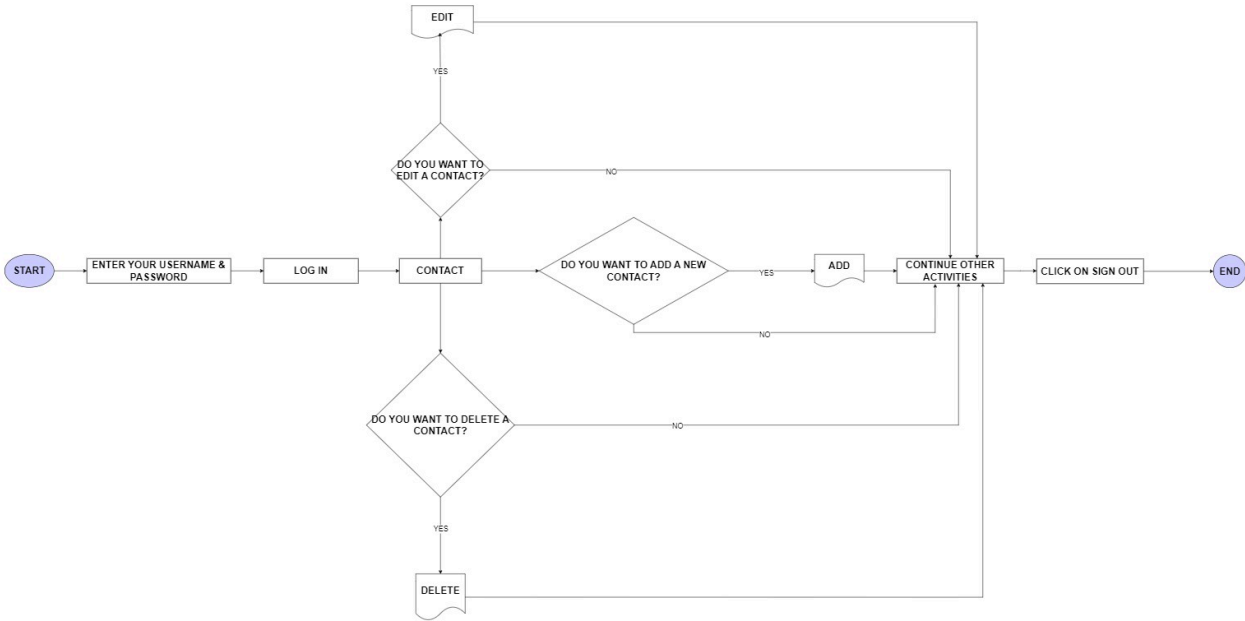 EDIT
YES
DO YOU WANT TO
EDIT A CONTACT?
NO
START
ENTER YOUR USERNAME &
PASSWORD
LOG IN
CONTACT
DO YOU WANT TO ADD A NEW
CONTACT?
YES
ADD
CONTINUE OTHER
ACTIVITIES
CLICK ON SIGN OUT
END
NO
DO YOU WANT TO DELETE A
CONTACT?
NO
YES
DELETE